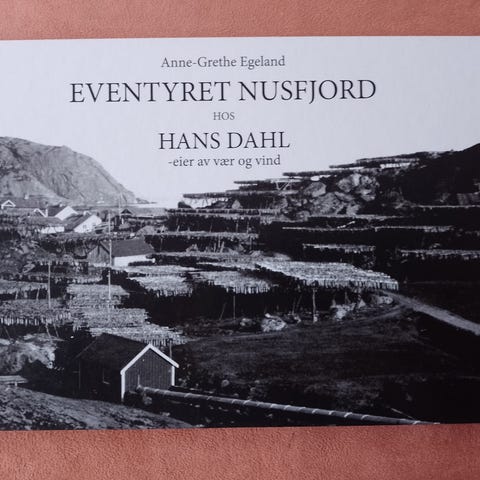 Anne-Grethe Egeland
EVENTYRET NUSFJORD
HOS
HANS DAHL
-eier av vær og vind